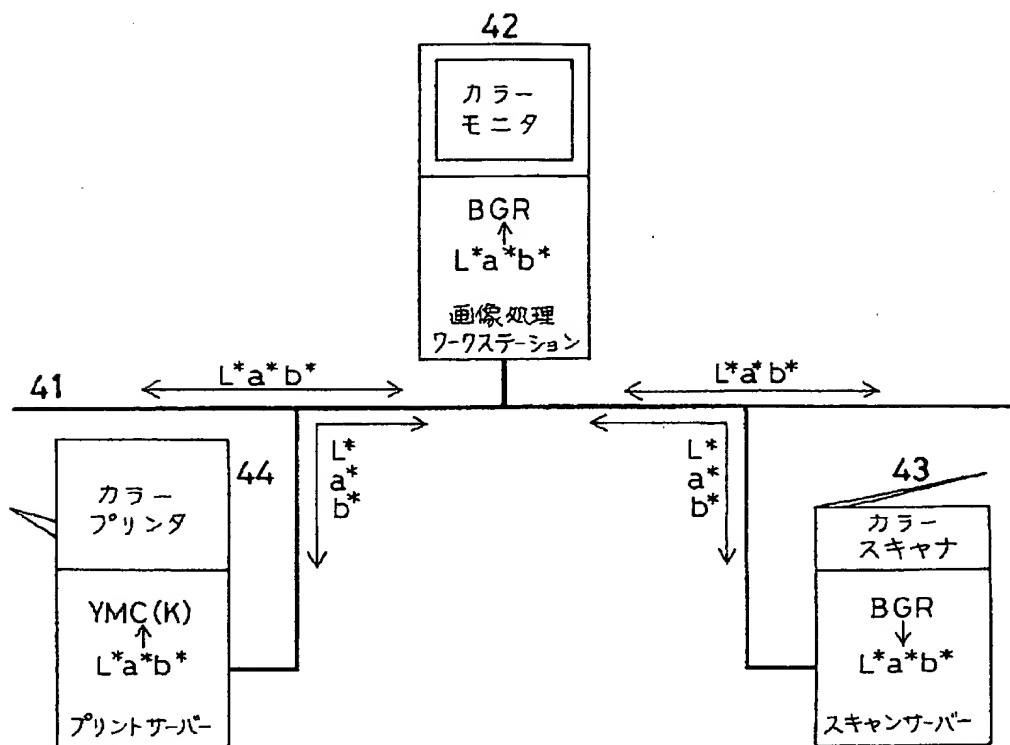 42
カラー
モニタ
BGR
↑
L*a*b*
画像処理
ワークステーション
L*a*b*
L*a*b*
41
44
L*
a*
b*
L*
a*
b*
43
カラー
プリンタ
YMC(K)
↑
L*a*b*
プリントサーバー
カラー
スキャナ
BGR
↓
L*a*b*
スキャンサーバー